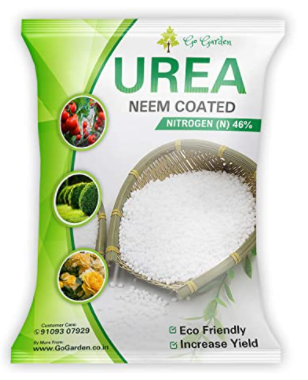 Go Garden
UREA
NEEM COATED
NITROGEN (N) 46%
Customer Care:
91093 07929
By More From:
www.GoGarden.co.in
Eco Friendly
Increase Yield